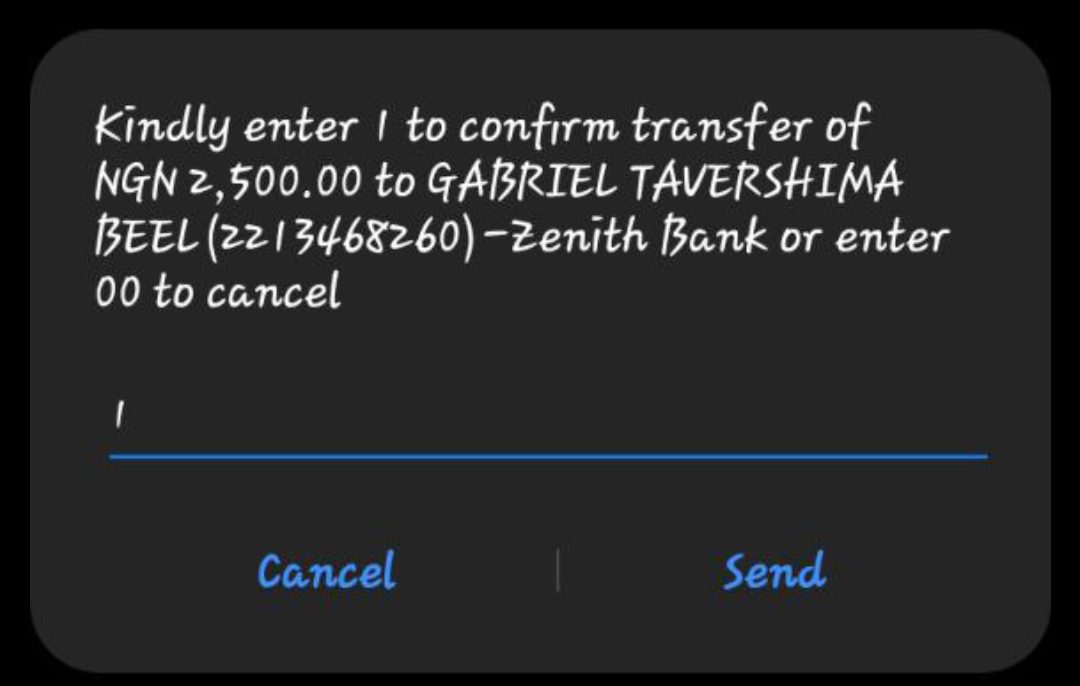 Kindly enter 1 to confirm transfer of
NGN 2,500.00 to GABRIEL TAVERSHIMA
BEEL (2213468260)-Zenith Bank or enter
00 to cancel
1
Cancel | Send